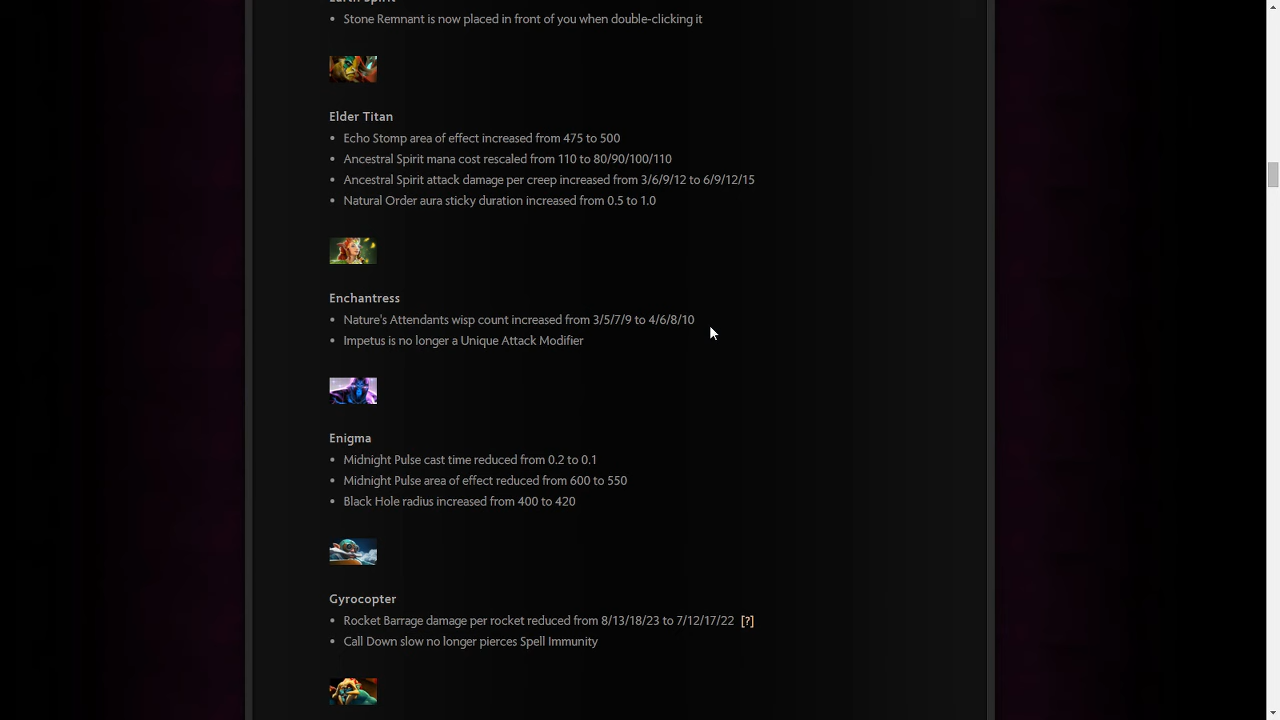 Earth Spirit
• Stone Remnant is now placed in front of you when double-clicking it
Elder Titan
• Echo Stomp area of effect increased from 475 to 500
• Ancestral Spirit mana cost rescaled from 110 to 80/90/100/110
• Ancestral Spirit attack damage per creep increased from 3/6/9/12 to 6/9/12/15
• Natural Order aura sticky duration increased from 0.5 to 1.0
Enchantress
• Nature's Attendants wisp count increased from 3/5/7/9 to 4/6/8/10
• Impetus is no longer a Unique Attack Modifier
Enigma
• Midnight Pulse cast time reduced from 0.2 to 0.1
• Midnight Pulse area of effect reduced from 600 to 550
• Black Hole radius increased from 400 to 420
Gyrocopter
• Rocket Barrage damage per rocket reduced from 8/13/18/23 to 7/12/17/22 [?]
• Call Down slow no longer pierces Spell Immunity